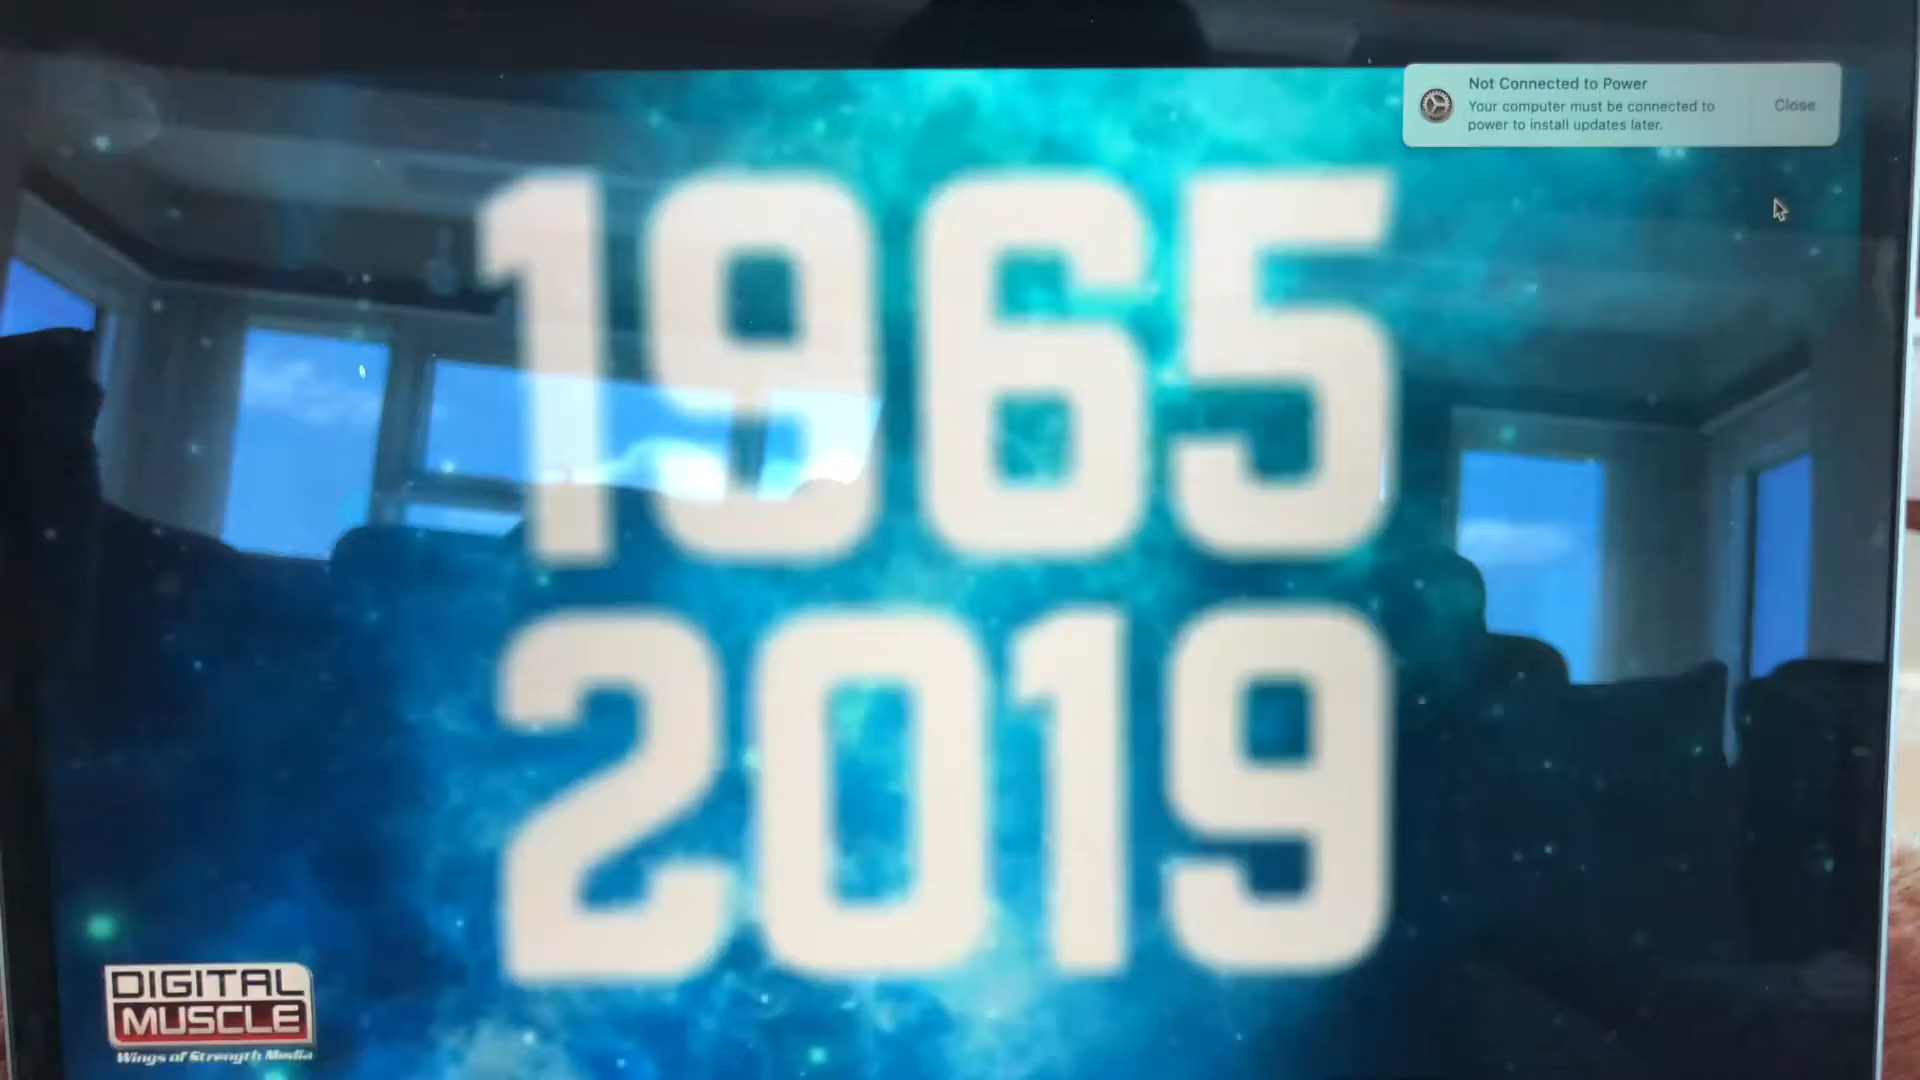 Not Connected to Power
Your computer must be connected to
power to install updates later.
Close
1965
2019
DIGITAL
MUSCLE
Wings of Strength Media